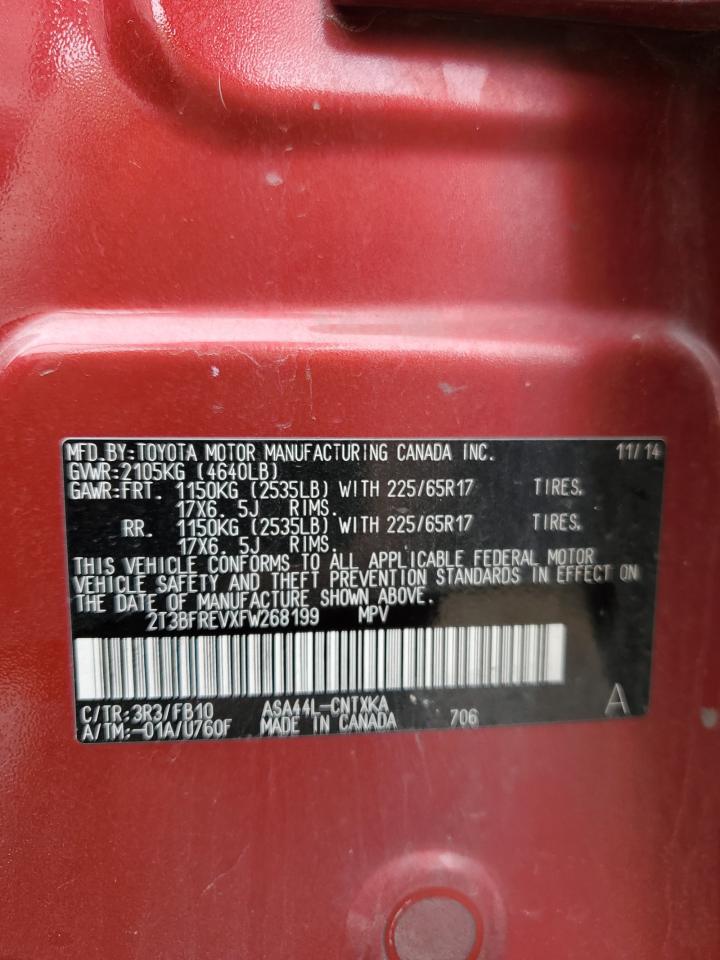 MFD.BY:TOYOTA MOTOR MANUFACTURING CANADA INC. 11/14
GVWR:2105KG (4640LB)
GAWR:FRT. 1150KG (2535LB) WITH 225/65R17 TIRES.
17X6. 5J RIMS.
RR. 1150KG (2535LB) WITH 225/65R17 TIRES.
17X6. 5J RIMS.
THIS VEHICLE CONFORMS TO ALL APPLICABLE FEDERAL MOTOR
VEHICLE SAFETY AND THEFT PREVENTION STANDARDS IN EFFECT ON
THE DATE OF MANUFACTURE SHOWN ABOVE.
2T3BFREVXFW268199 MPV
C/TR:3R3/FB10 ASA44L-CNTXKA A
A/TM:-01A/U760F MADE IN CANADA 706